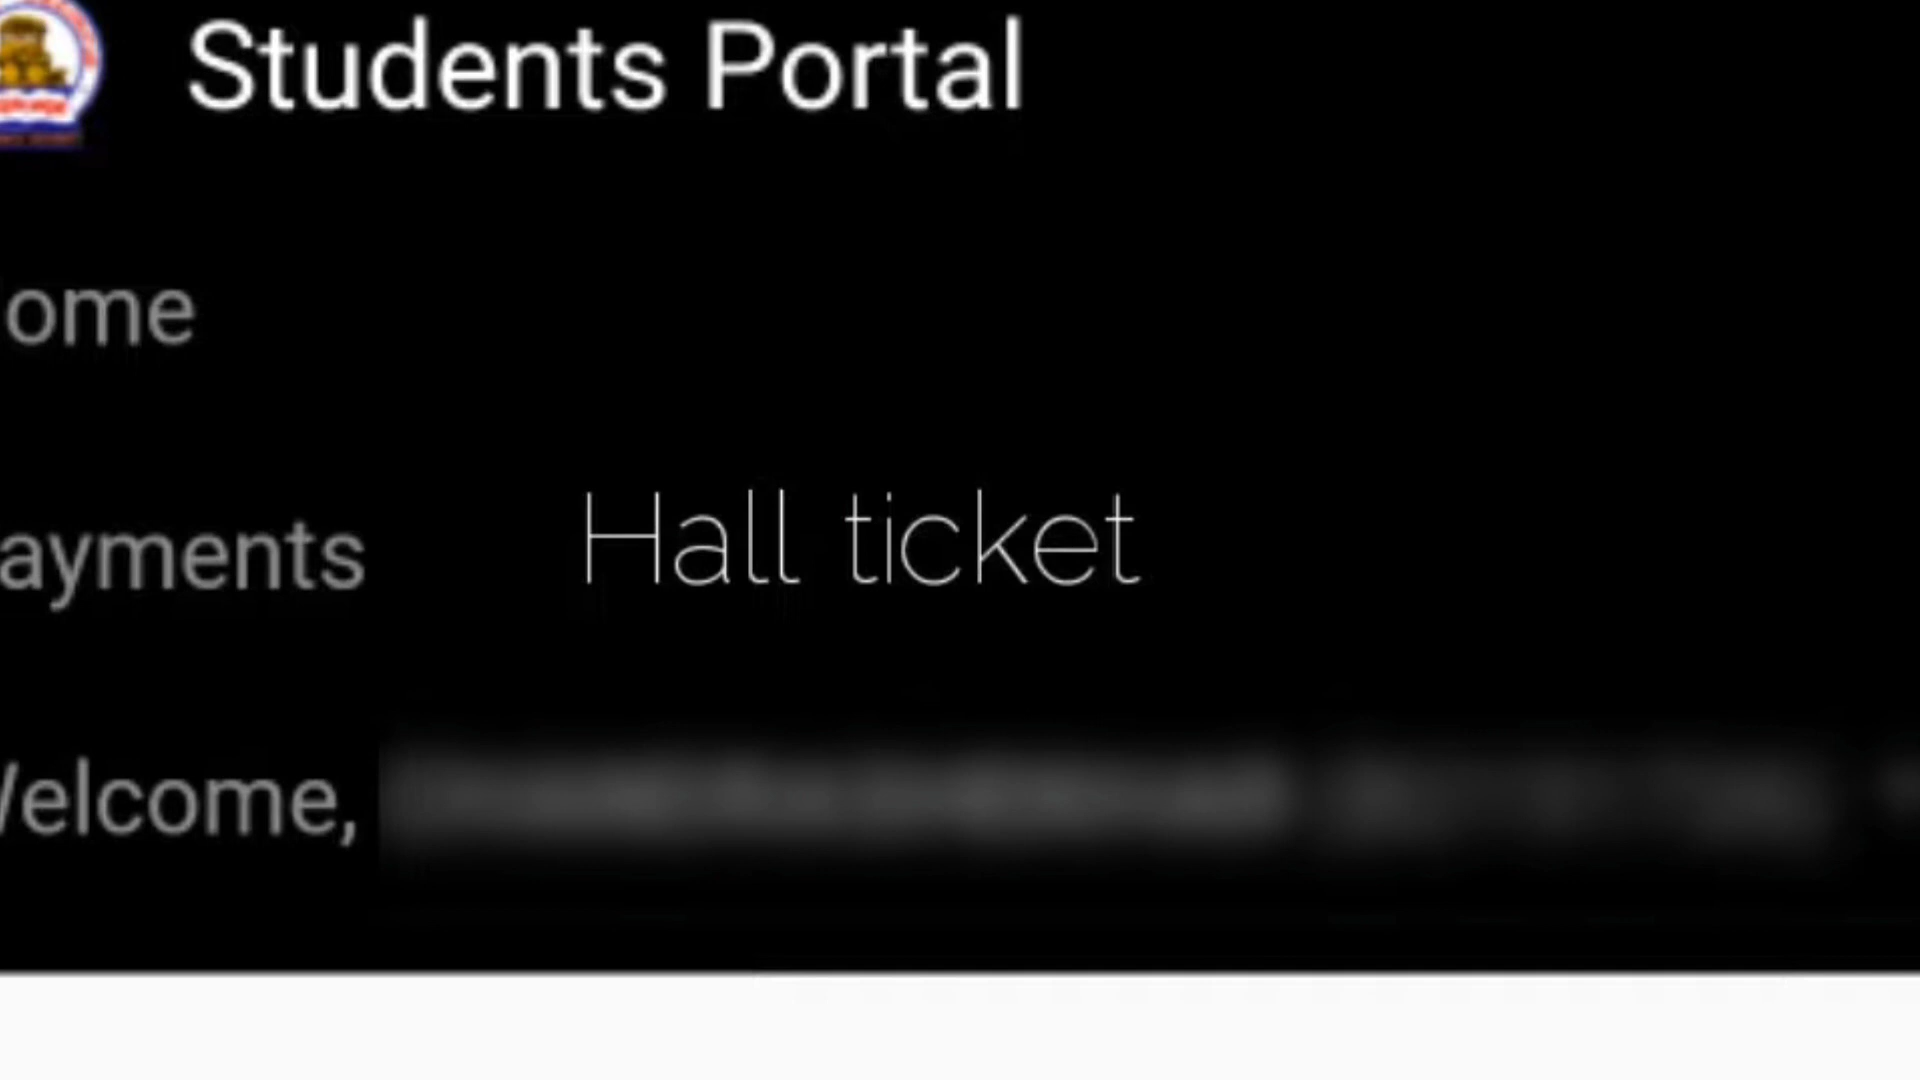 Students Portal
ome
ayments
Hall ticket
elcome,